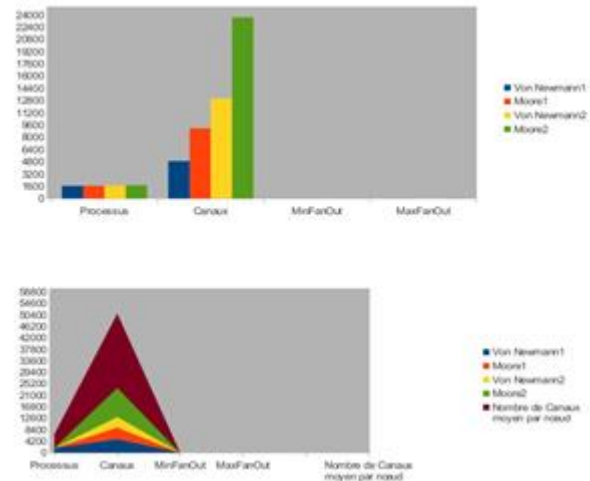 24000
22400
20800
19200
17600
16000
14400
12800
11200
9600
8000
6400
4800
3200
1600
0
Processus Canaux MinFanOut MaxFanOut
Von Newmann1
Moore1
Von Newmann2
Moore2
58800
54600
50400
46200
42000
37800
33600
29400
25200
21000
16800
12600
8400
4200
0
Processus Canaux MinFanOut MaxFanOut Nombre de Canaux
moyen par nœud
Von Newmann1
Moore1
Von Newmann2
Moore2
Nombre de Canaux
moyen par nœud